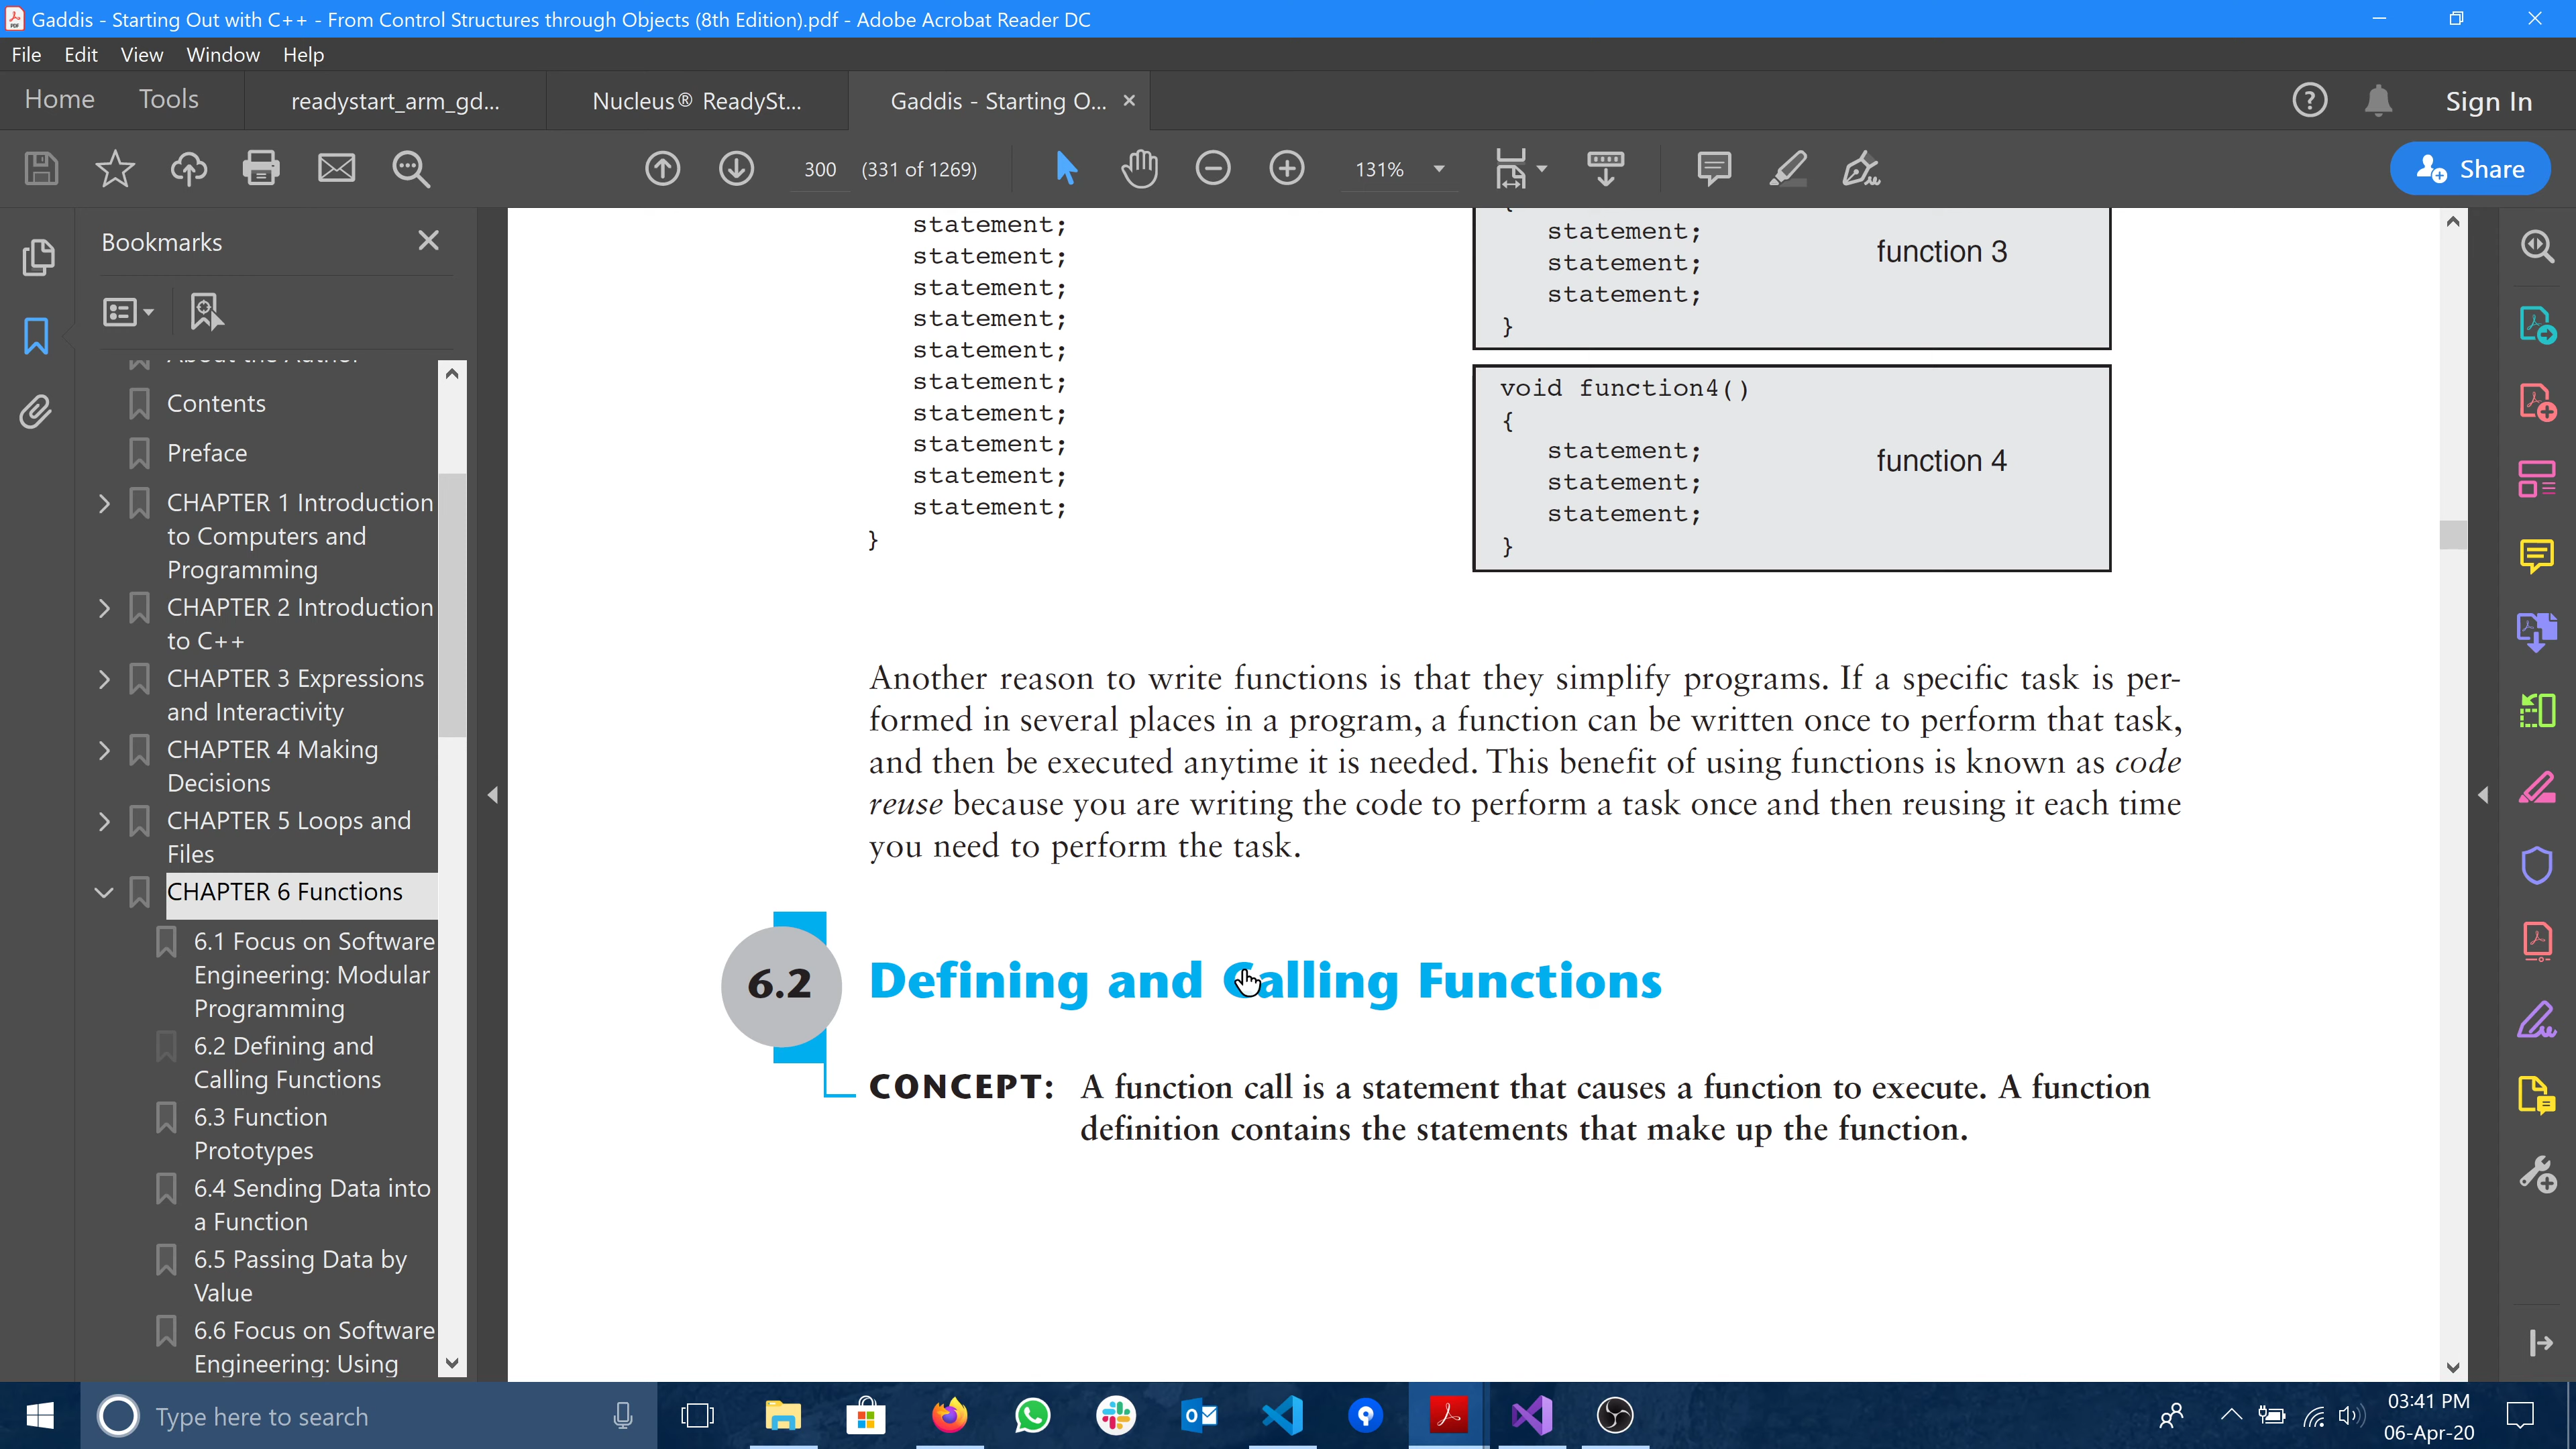 Gaddis - Starting Out with C++ - From Control Structures through Objects (8th Edition).pdf - Adobe Acrobat Reader DC
File Edit View Window Help
Home Tools readystart_arm_gd... Nucleus® ReadySt... Gaddis - Starting O... Sign In
300 (331 of 1269) 131% Share
Bookmarks
About the Author
Contents
Preface
CHAPTER 1 Introduction
to Computers and
Programming
CHAPTER 2 Introduction
to C++
CHAPTER 3 Expressions
and Interactivity
CHAPTER 4 Making
Decisions
CHAPTER 5 Loops and
Files
CHAPTER 6 Functions
6.1 Focus on Software
Engineering: Modular
Programming
6.2 Defining and
Calling Functions
6.3 Function
Prototypes
6.4 Sending Data into
a Function
6.5 Passing Data by
Value
6.6 Focus on Software
Engineering: Using
statement;
statement;
statement;
statement;
statement;
statement;
statement;
statement;
statement;
statement;
}
{
statement;
statement;
statement;
}
function 3
void function4()
{
statement;
statement;
statement;
}
function 4
Another reason to write functions is that they simplify programs. If a specific task is per-
formed in several places in a program, a function can be written once to perform that task,
and then be executed anytime it is needed. This benefit of using functions is known as code
reuse because you are writing the code to perform a task once and then reusing it each time
you need to perform the task.
6.2 Defining and Calling Functions
CONCEPT: A function call is a statement that causes a function to execute. A function
definition contains the statements that make up the function.
Type here to search
03:41 PM
06-Apr-20